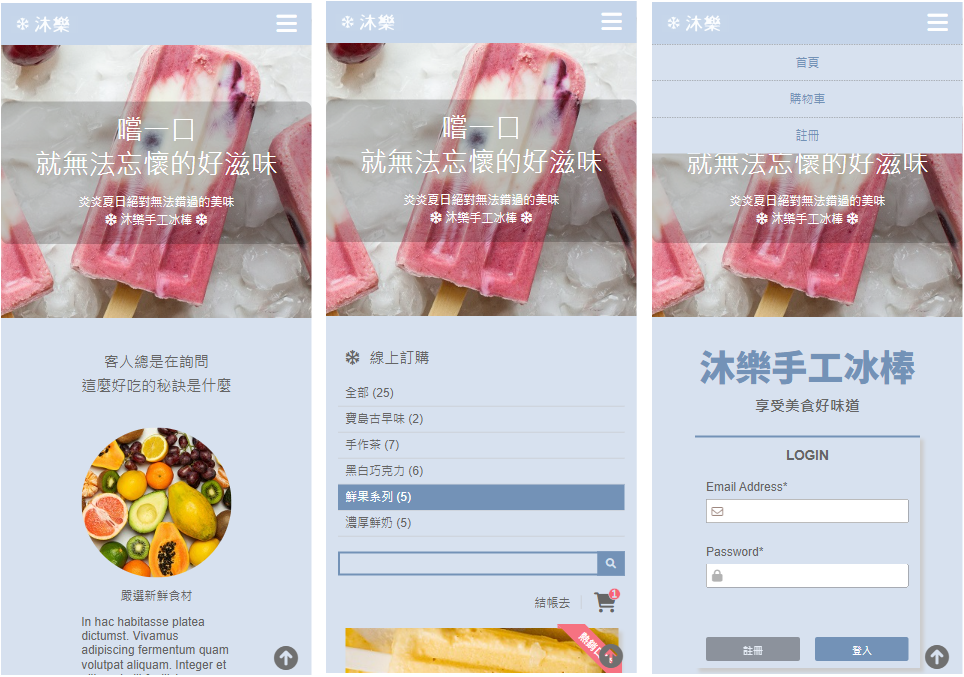 沐樂
嚐一口
就無法忘懷的好滋味
炎炎夏日絕對無法錯過的美味
沐樂手工冰棒
客人總是在詢問
這麼好吃的秘訣是什麼
嚴選新鮮食材
In hac habitasse platea
dictumst. Vivamus
adipiscing fermentum quam
volutpat aliquam. Integer et
沐樂
嚐一口
就無法忘懷的好滋味
炎炎夏日絕對無法錯過的美味
沐樂手工冰棒
線上訂購
全部 (25)
寶島古早味 (2)
手作茶 (7)
黑白巧克力 (6)
鮮果系列 (5)
濃厚鮮奶 (5)
結帳去
1
熱銷
沐樂
首頁
購物車
註冊
就無法忘懷的好滋味
炎炎夏日絕對無法錯過的美味
沐樂手工冰棒
沐樂手工冰棒
享受美食好味道
LOGIN
Email Address*
Password*
註冊
登入